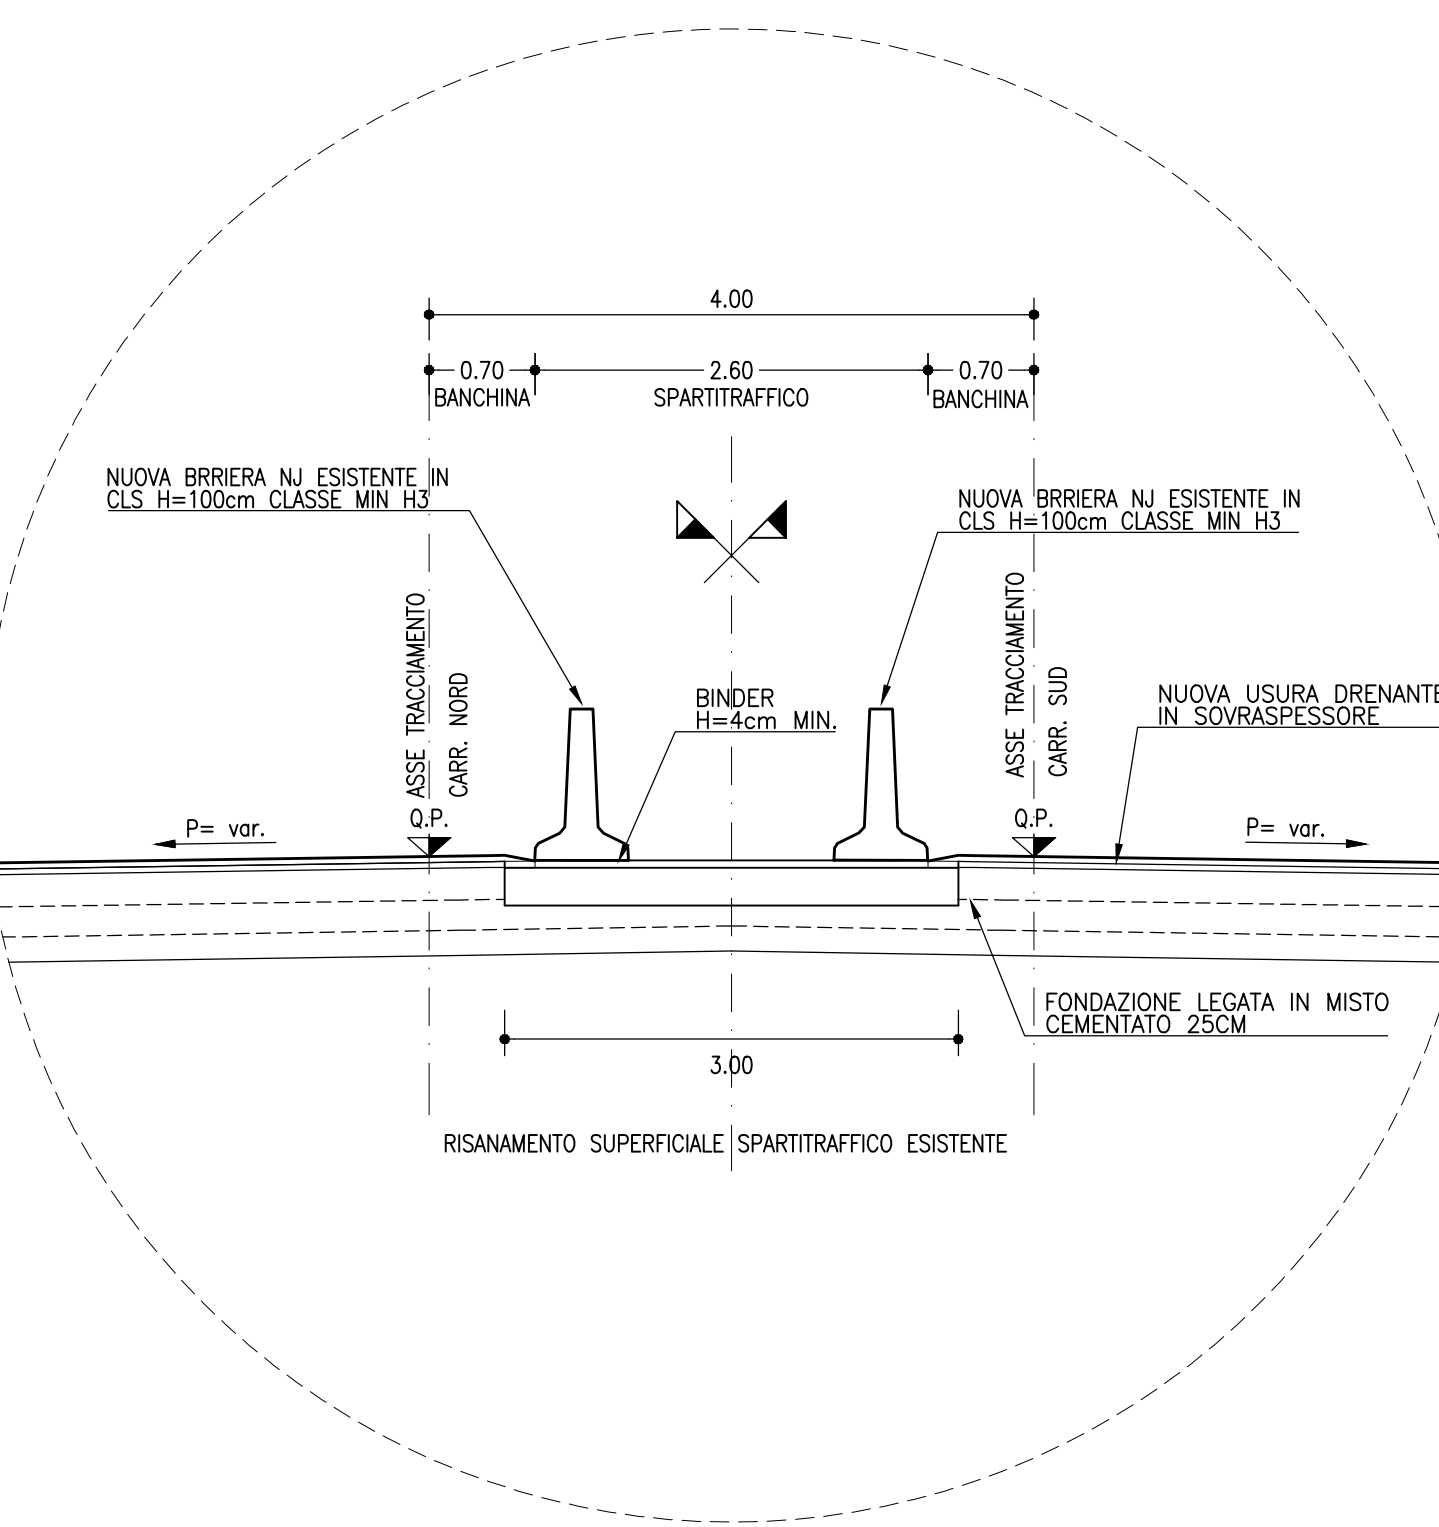 4.00
0.70 2.60 0.70
BANCHINA SPARTITRAFFICO BANCHINA
NUOVA BRRIERA NJ ESISTENTE IN
CLS H=100cm CLASSE MIN H3
NUOVA BRRIERA NJ ESISTENTE IN
CLS H=100cm CLASSE MIN H3
ASSE TRACCIAMENTO
CARR. NORD
BINDER
H=4cm MIN.
ASSE TRACCIAMENTO
CARR. SUD
NUOVA USURA DRENANTE
IN SOVRASPESSORE
P= var.
Q.P.
Q.P.
P= var.
FONDAZIONE LEGATA IN MISTO
CEMENTATO 25CM
3.00
RISANAMENTO SUPERFICIALE SPARTITRAFFICO ESISTENTE